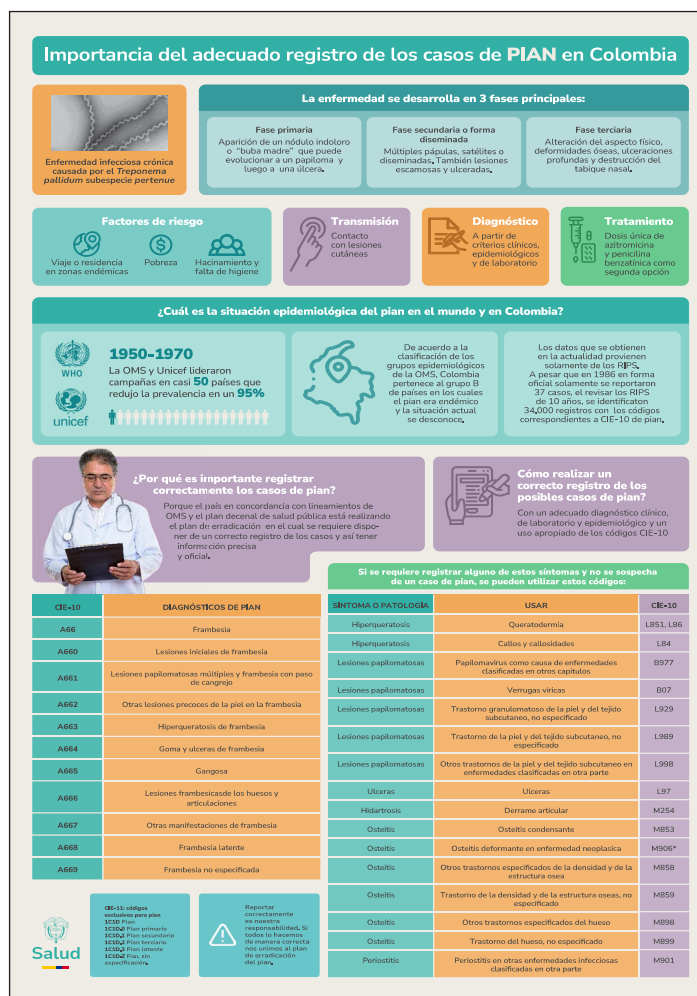 Importancia del adecuado registro de los casos de PIAN en Colombia
Enfermedad infecciosa crónica
causada por el Treponema
pallidum subespecie pertenue
La enfermedad se desarrolla en 3 fases principales:
Fase primaria
Aparición de un nódulo indoloro
o "buba madre" que puede
evolucionar a un papiloma y
luego a una úlcera.
Fase secundaria o forma
diseminada
Múltiples pápulas, satélites o
diseminadas. También lesiones
escamosas y ulceradas.
Fase terciaria
Alteración del aspecto físico,
deformidades óseas, ulceraciones
profundas y destrucción del
tabique nasal.
Factores de riesgo
Viaje o residencia
en zonas endémicas
Pobreza
Hacinamiento y
falta de higiene
Transmisión
Contacto
con lesiones
cutáneas
Diagnóstico
A partir de
criterios clínicos,
epidemiológicos
y de laboratorio
Tratamiento
Dosis única de
azitromicina
y penicilina
benzatínica como
segunda opción
¿Cuál es la situación epidemiológica del pian en el mundo y en Colombia?
WHO
unicef
1950-1970
La OMS y Unicef lideraron
campañas en casi 50 países que
redujo la prevalencia en un 95%
De acuerdo a la
clasificación de los
grupos epidemiológicos
de la OMS, Colombia
pertenece al grupo B
de países en los cuales
el pian era endémico
y la situación actual
se desconoce.
Los datos que se obtienen
en la actualidad provienen
solamente de los RIPS.
A pesar que en 1986 en forma
oficial solamente se reportaron
37 casos, el revisar los RIPS
de 10 años, se identificaton
34,000 registros con los códigos
correspondientes a CIE-10 de pian.
¿Por qué es importante registrar
correctamente los casos de pian?
Porque el país en concordancia con lineamientos de
OMS y el plan decenal de salud pública está realizando
el plan de erradicación en el cual se requiere dispo-
ner de un correcto registro de los casos y así tener
información precisa
y oficial.
Cómo realizar un
correcto registro de los
posibles casos de pian?
Con un adecuado diagnóstico clínico,
de laboratorio y epidemiológico y un
uso apropiado de los códigos CIE-10
CIE-10 DIAGNÓSTICOS DE PIAN
A66 Frambesia
A660 Lesiones iniciales de frambesia
A661 Lesiones papilomatosas múltiples y frambesia con paso
de cangrejo
A662 Otras lesiones precoces de la piel en la frambesia
A663 Hiperqueratosis de frambesia
A664 Goma y ulceras de frambesia
A665 Gangosa
A666 Lesiones frambesicasde los huesos y
articulaciones
A667 Otras manifestaciones de frambesia
A668 Frambesia latente
A669 Frambesia no especificada
Si se requiere registrar alguno de estos síntomas y no se sospecha
de un caso de pian, se pueden utilizar estos códigos:
SÍNTOMA O PATOLOGÍA USAR CIE-10
Hiperqueratosis Queratodermia L851, L86
Hiperqueratosis Callos y callosidades L84
Lesiones papilomatosas Papilomavirus como causa de enfermedades
clasificadas en otros capítulos B977
Lesiones papilomatosas Verrugas víricas B07
Lesiones papilomatosas Trastorno granulomatoso de la piel y del tejido
subcutaneo, no especificado L929
Lesiones papilomatosas Trastorno de la piel y del tejido subcutaneo, no
especificado L989
Lesiones papilomatosas Otros trastornos de la piel y del tejido subcutaneo en
enfermedades clasificadas en otra parte L998
Ulceras Ulceras L97
Hidartrosis Derrame articular M254
Osteitis Osteitis condensante M853
Osteitis Osteitis deformante en enfermedad neoplasica M906*
Osteitis Otros trastornos especificados de la densidad y de la
estructura osea M858
Osteitis Trastorno de la densidad y de la estructura oseas, no
especificado M859
Osteitis Otros trastornos especificados del hueso M898
Osteitis Trastorno del hueso, no especificado M899
Periostitis Periostitis en otras enfermedades infecciosas
clasificadas en otra parte M901
Salud
CIE-11: códigos
exclusivos para pian
1C1D Pian
1C1D.0 Pian primario
1C1D.1 Pian secundario
1C1D.2 Pian terciario
1C1D.3 Pian latente
1C1D.Z Pian, sin
especificación.
Reportar
correctamente
es nuestra
responsabilidad. Si
todos lo hacemos
de manera correcta
nos unimos al plan
de erradicación
del pian.